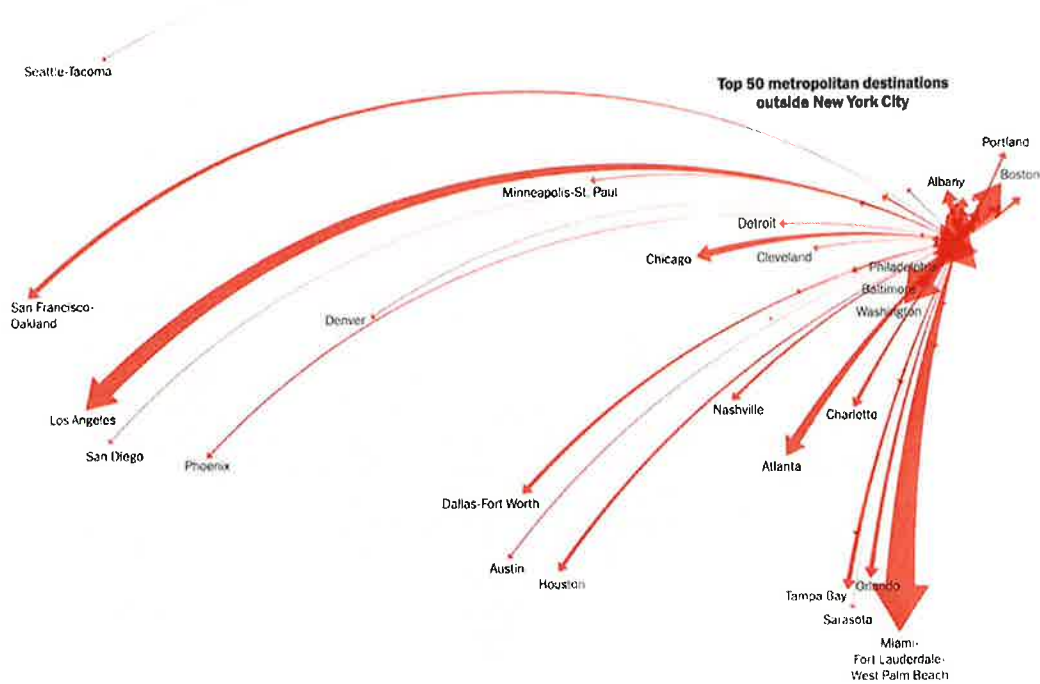 Seattle-Tacoma
Top 50 metropolitan destinations
outside New York City
Portland
Boston
Albany
Minneapolis-St. Paul
Detroit
Chicago
Cleveland
Philadelphia
Baltimore
Washington
San Francisco-
Oakland
Denver
Los Angeles
San Diego
Phoenix
Nashville
Charlotte
Atlanta
Dallas-Fort Worth
Austin
Houston
Tampa Bay
Orlando
Sarasota
Miami-
Fort Lauderdale-
West Palm Beach